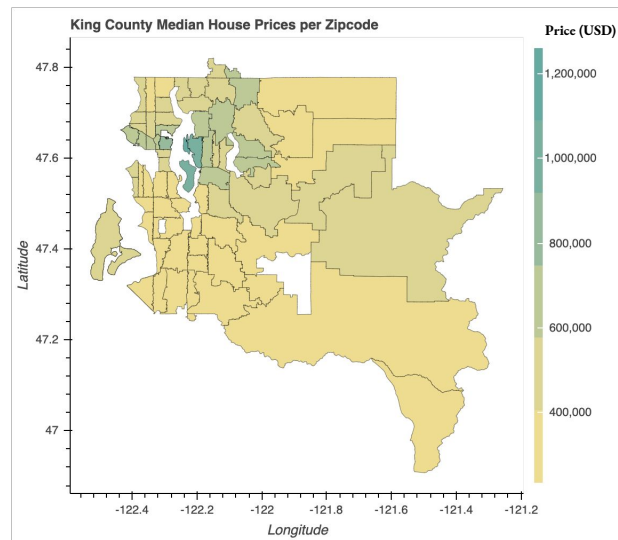 King County Median House Prices per Zipcode
Price (USD)
1,200,000
1,000,000
800,000
600,000
400,000
Latitude
47.8
47.6
47.4
47.2
47
-122.4 -122.2 -122 -121.8 -121.6 -121.4 -121.2
Longitude